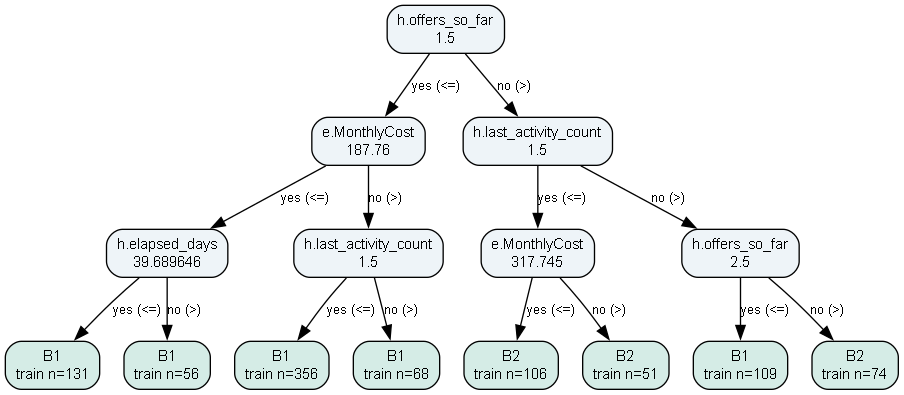 h.offers_so_far
1.5
yes (<=)
no (>)
e.MonthlyCost
187.76
h.last_activity_count
1.5
yes (<=)
no (>)
yes (<=)
no (>)
h.elapsed_days
39.689646
h.last_activity_count
1.5
e.MonthlyCost
317.745
h.offers_so_far
2.5
yes (<=)
no (>)
yes (<=)
no (>)
yes (<=)
no (>)
yes (<=)
no (>)
B1
train n=131
B1
train n=56
B1
train n=356
B1
train n=68
B2
train n=106
B2
train n=51
B1
train n=109
B2
train n=74